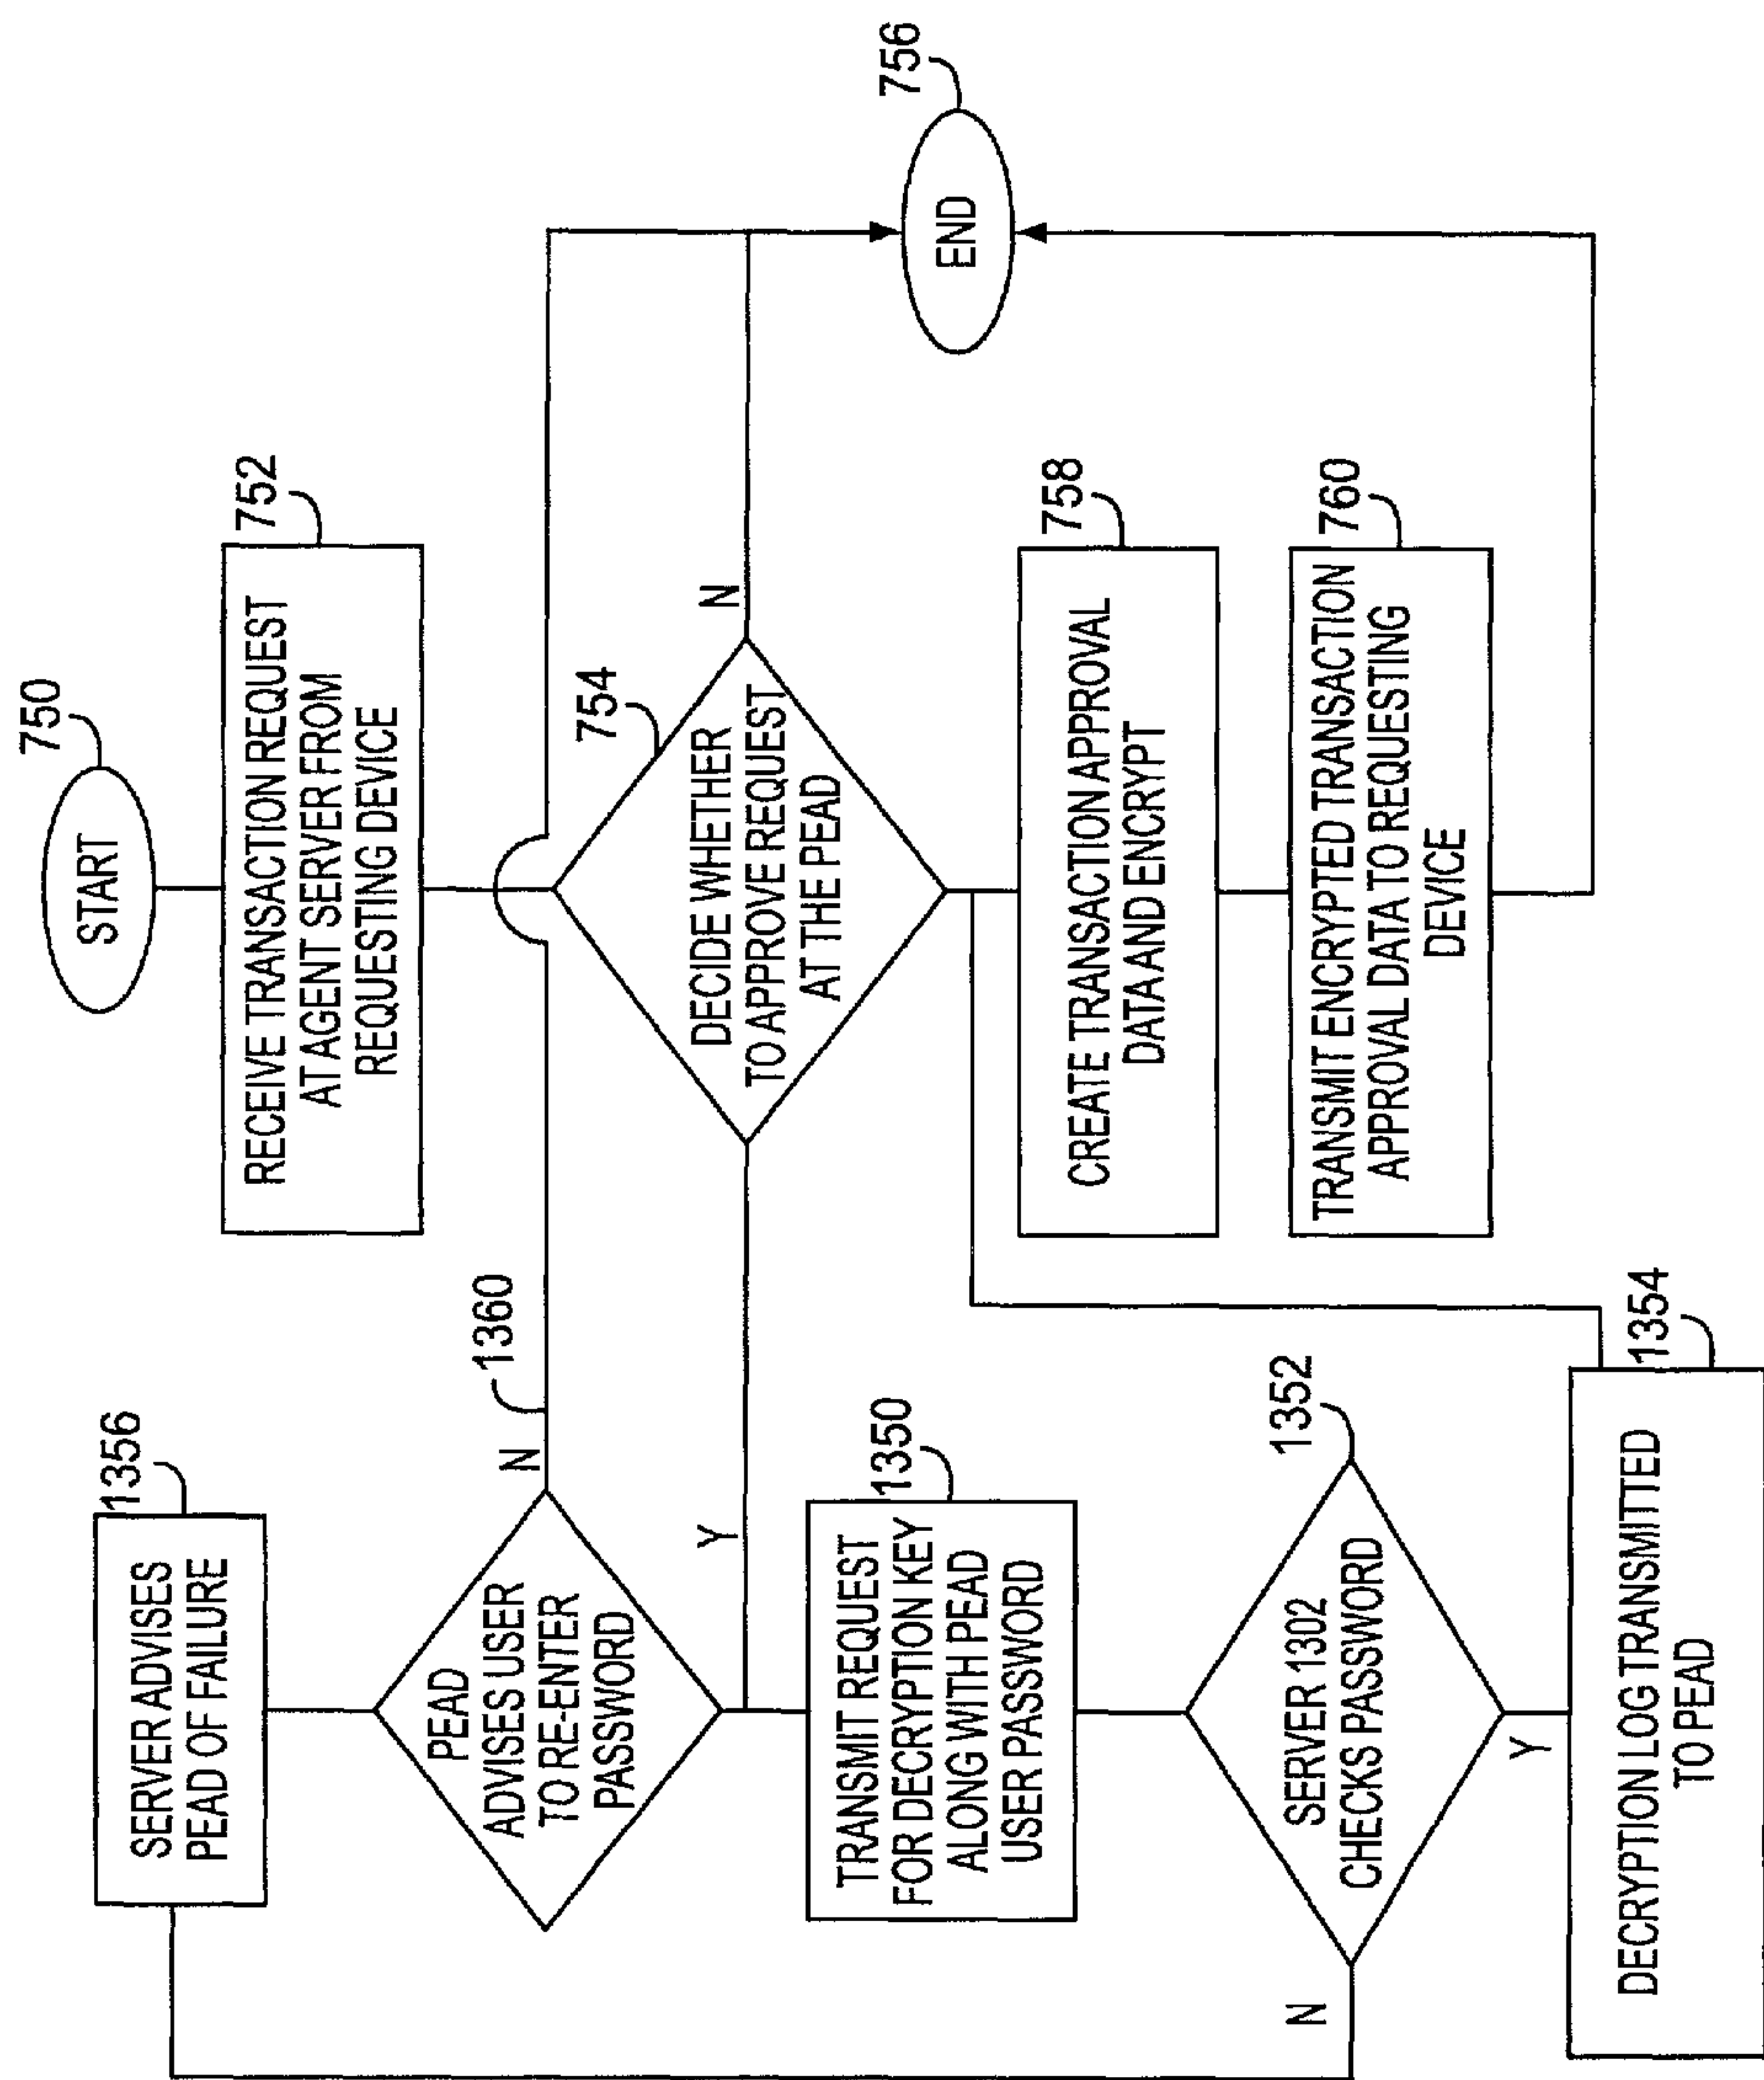 750
START
752
RECEIVE TRANSACTION REQUEST
AT AGENT SERVER FROM
REQUESTING DEVICE
754
DECIDE WHETHER
TO APPROVE REQUEST
AT THE PEAD
N
Y
756
END
758
CREATE TRANSACTION APPROVAL
DATA AND ENCRYPT
760
TRANSMIT ENCRYPTED TRANSACTION
APPROVAL DATA TO REQUESTING
DEVICE
1356
SERVER ADVISES
PEAD OF FAILURE
1360
N
PEAD
ADVISES USER
TO RE-ENTER
PASSWORD
1350
TRANSMIT REQUEST
FOR DECRYPTION KEY
ALONG WITH PEAD
USER PASSWORD
1352
SERVER 1302
CHECKS PASSWORD
N
Y
1354
DECRYPTION LOG TRANSMITTED
TO PEAD